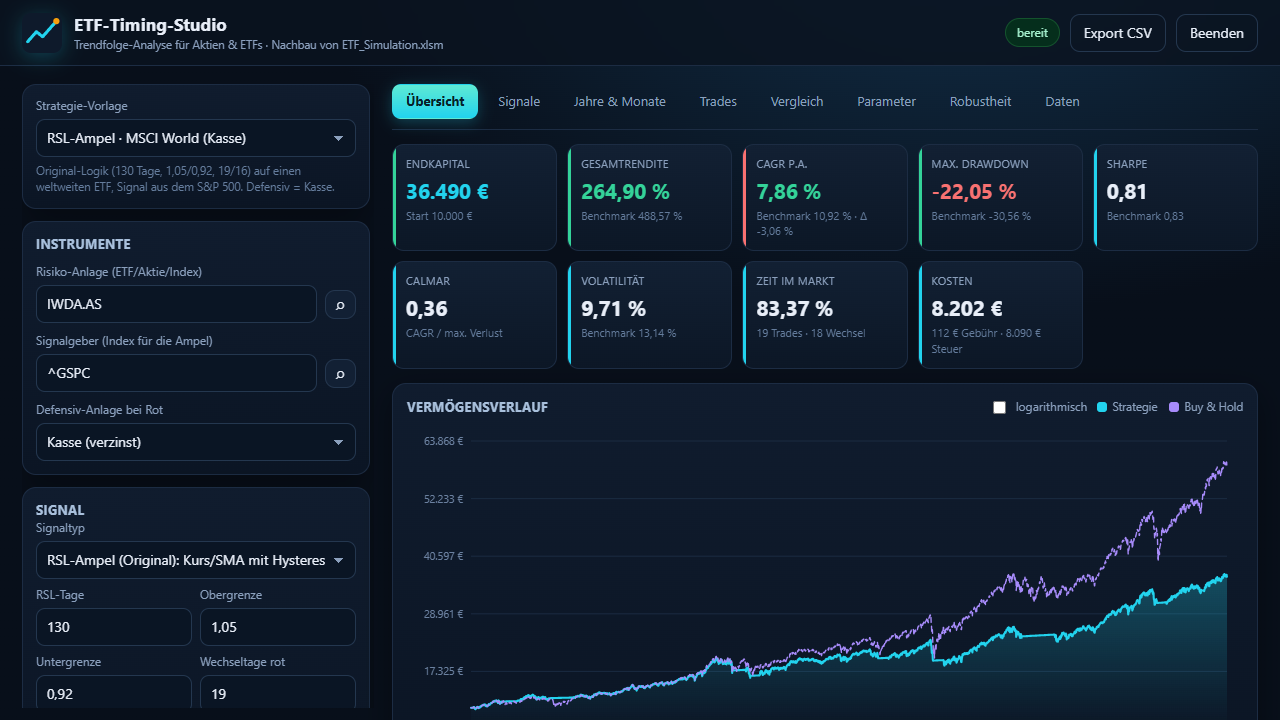 ETF-Timing-Studio
Trendfolge-Analyse für Aktien & ETFs · Nachbau von ETF_Simulation.xlsm
bereit
Export CSV
Beenden
Strategie-Vorlage
RSL-Ampel · MSCI World (Kasse)
Original-Logik (130 Tage, 1,05/0,92, 19/16) auf einen
weltweiten ETF, Signal aus dem S&P 500. Defensiv = Kasse.
INSTRUMENTE
Risiko-Anlage (ETF/Aktie/Index)
IWDA.AS
Signalgeber (Index für die Ampel)
^GSPC
Defensiv-Anlage bei Rot
Kasse (verzinst)
SIGNAL
Signaltyp
RSL-Ampel (Original): Kurs/SMA mit Hysteres
RSL-Tage
Obergrenze
130
1,05
Untergrenze
Wechseltage rot
0,92
19
Übersicht
Signale
Jahre & Monate
Trades
Vergleich
Parameter
Robustheit
Daten
ENDKAPITAL
36.490 €
Start 10.000 €
GESAMTRENDITE
264,90 %
Benchmark 488,57 %
CAGR P.A.
7,86 %
Benchmark 10,92 % · Δ
-3,06 %
MAX. DRAWDOWN
-22,05 %
Benchmark -30,56 %
SHARPE
0,81
Benchmark 0,83
CALMAR
0,36
CAGR / max. Verlust
VOLATILITÄT
9,71 %
Benchmark 13,14 %
ZEIT IM MARKT
83,37 %
19 Trades · 18 Wechsel
KOSTEN
8.202 €
112 € Gebühr · 8.090 €
Steuer
VERMÖGENSVERLAUF
logarithmisch
Strategie
Buy & Hold
63.868 €
52.233 €
40.597 €
28.961 €
17.325 €